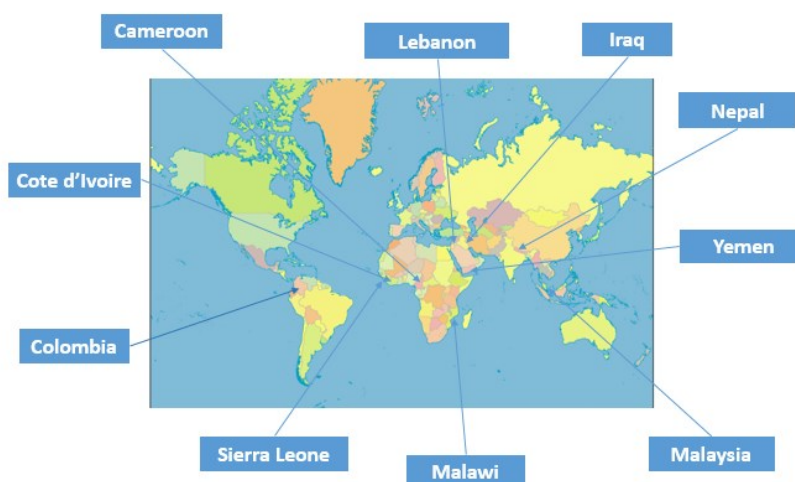 Cameroon
Lebanon
Iraq
Nepal
Cote d’Ivoire
Yemen
Colombia
Sierra Leone
Malawi
Malaysia